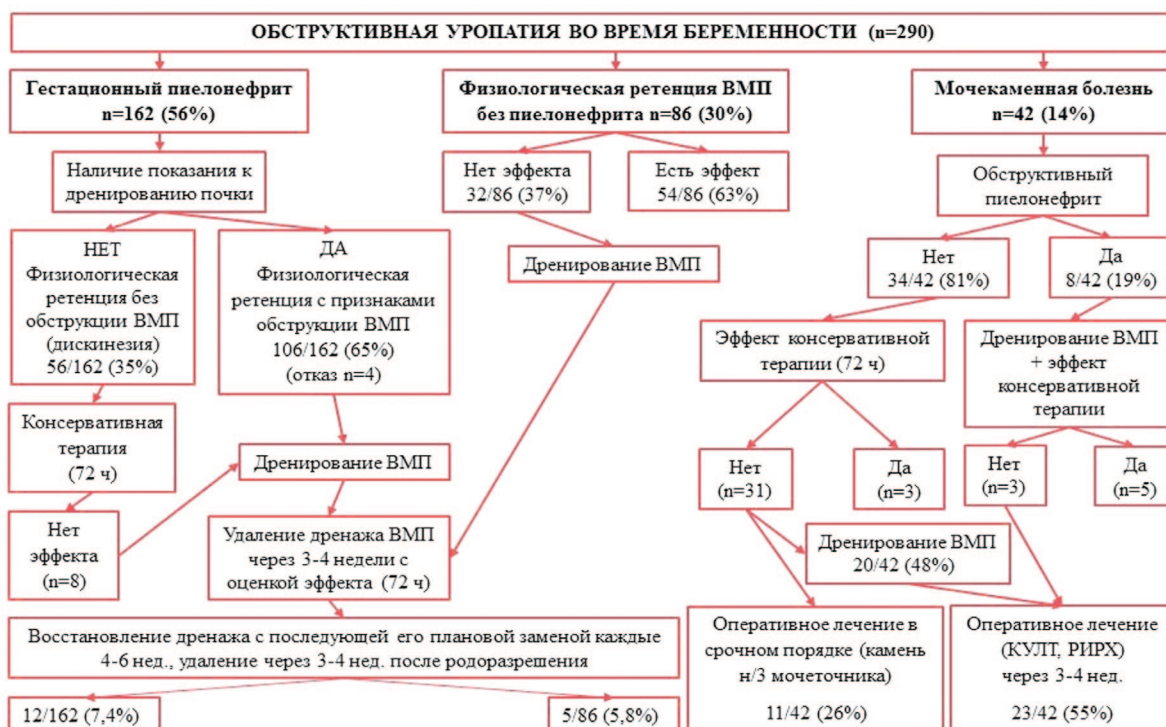 ОБСТРУКТИВНАЯ УРОПАТИЯ ВО ВРЕМЯ БЕРЕМЕННОСТИ (n=290)
Гестационный пиелонефрит
n=162 (56%)
Физиологическая ретенция ВМП
без пиелонефрита n=86 (30%)
Мочекаменная болезнь
n=42 (14%)
Наличие показания к
дренированию почки
Нет эффекта
32/86 (37%)
Есть эффект
54/86 (63%)
Обструктивный
пиелонефрит
НЕТ
Физиологическая
ретенция без
обструкции ВМП
(дискинезия)
56/162 (35%)
ДА
Физиологическая
ретенция с признаками
обструкции ВМП
106/162 (65%)
(отказ n=4)
Дренирование ВМП
Нет
34/42 (81%)
Да
8/42 (19%)
Эффект консервативной
терапии (72 ч)
Дренирование ВМП
+ эффект
консервативной
терапии
Консервативная
терапия
(72 ч)
Дренирование ВМП
Нет
(n=31)
Да
(n=3)
Нет
(n=3)
Да
(n=5)
Нет
эффекта
(n=8)
Удаление дренажа ВМП
через 3-4 недели с
оценкой эффекта (72 ч)
Дренирование ВМП
20/42 (48%)
Восстановление дренажа с последующей его плановой заменой каждые
4-6 нед., удаление через 3-4 нед. после родоразрешения
Оперативное лечение в
срочном порядке (камень
н/3 мочеточника)
11/42 (26%)
Оперативное лечение
(КУЛТ, РИРХ)
через 3-4 нед.
23/42 (55%)
12/162 (7,4%)
5/86 (5,8%)